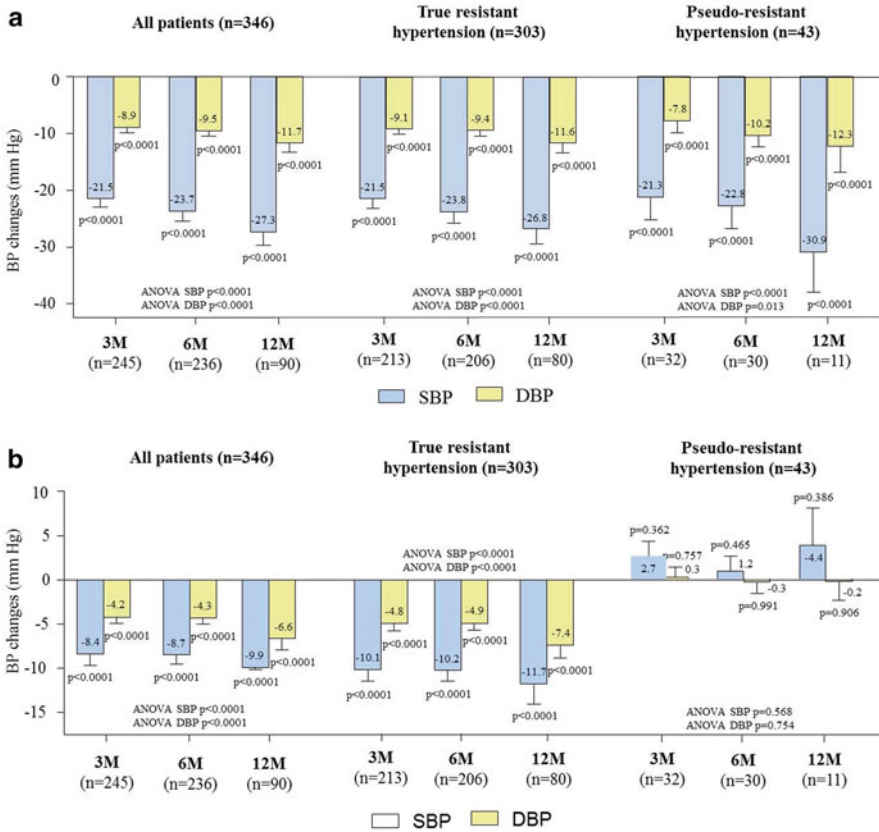 a
All patients (n=346)
True resistant
hypertension (n=303)
Pseudo-resistant
hypertension (n=43)
BP changes (mm Hg)
0
-10
-20
-30
-40
-21.5
-8.9
-23.7
-9.5
-27.3
-11.7
p<0.0001
p<0.0001
p<0.0001
p<0.0001
p<0.0001
p<0.0001
ANOVA SBP p<0.0001
ANOVA DBP p<0.0001
-21.5
-9.1
-23.8
-9.4
-26.8
-11.6
p<0.0001
p<0.0001
p<0.0001
p<0.0001
p<0.0001
p<0.0001
ANOVA SBP p<0.0001
ANOVA DBP p<0.0001
-21.3
-7.8
-22.8
-10.2
-30.9
-12.3
p<0.0001
p<0.0001
p<0.0001
p<0.0001
p<0.0001
p<0.0001
ANOVA SBP p<0.0001
ANOVA DBP p=0.013
3M 6M 12M 3M 6M 12M 3M 6M 12M
(n=245) (n=236) (n=90) (n=213) (n=206) (n=80) (n=32) (n=30) (n=11)
SBP DBP
b
All patients (n=346)
True resistant
hypertension (n=303)
Pseudo-resistant
hypertension (n=43)
BP changes (mm Hg)
10
5
0
-5
-10
-15
-8.4
-4.2
-8.7
-4.3
-9.9
-6.6
p<0.0001
p<0.0001
p<0.0001
p<0.0001
p<0.0001
p<0.0001
ANOVA SBP p<0.0001
ANOVA DBP p<0.0001
ANOVA SBP p<0.0001
ANOVA DBP p<0.0001
-10.1
-4.8
-10.2
-4.9
-11.7
-7.4
p<0.0001
p<0.0001
p<0.0001
p<0.0001
p<0.0001
p<0.0001
p=0.362
2.7
p=0.757
0.3
p=0.465
1.2
-0.3
p=0.991
p=0.386
-4.4
-0.2
p=0.906
ANOVA SBP p=0.568
ANOVA DBP p=0.754
3M 6M 12M 3M 6M 12M 3M 6M 12M
(n=245) (n=236) (n=90) (n=213) (n=206) (n=80) (n=32) (n=30) (n=11)
SBP DBP